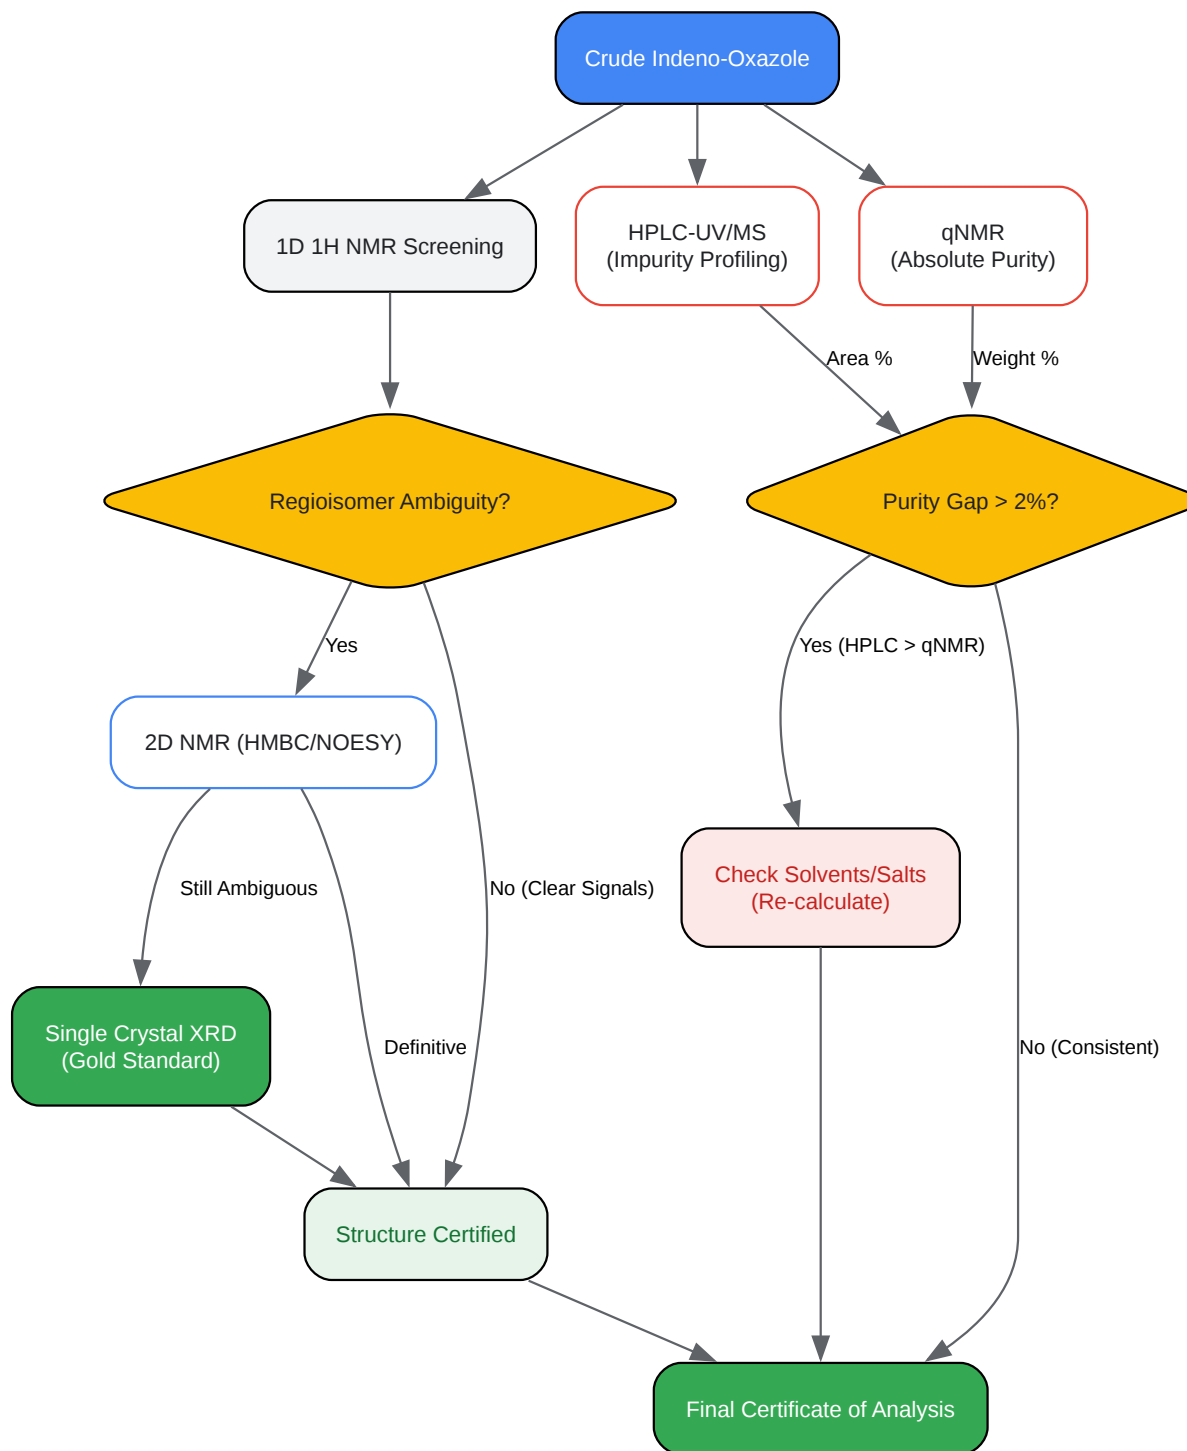 Crude Indeno-Oxazole
1D 1H NMR Screening
HPLC-UV/MS
(Impurity Profiling)
qNMR
(Absolute Purity)
Area %
Weight %
Regioisomer Ambiguity?
Purity Gap > 2%?
Yes
Yes (HPLC > qNMR)
2D NMR (HMBC/NOESY)
Still Ambiguous
No (Clear Signals)
Check Solvents/Salts
(Re-calculate)
Single Crystal XRD
(Gold Standard)
Definitive
No (Consistent)
Structure Certified
Final Certificate of Analysis